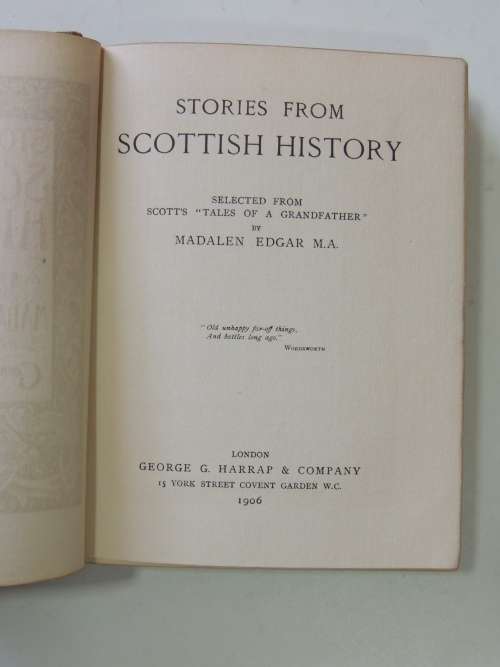 STORIES FROM
SCOTTISH HISTORY
SELECTED FROM
SCOTT'S "TALES OF A GRANDFATHER"
BY
MADALEN EDGAR M.A.
"Old unhappy far-off things,
And battles long ago."
WORDSWORTH
LONDON
GEORGE G. HARRAP & COMPANY
15 YORK STREET COVENT GARDEN W.C.
1906